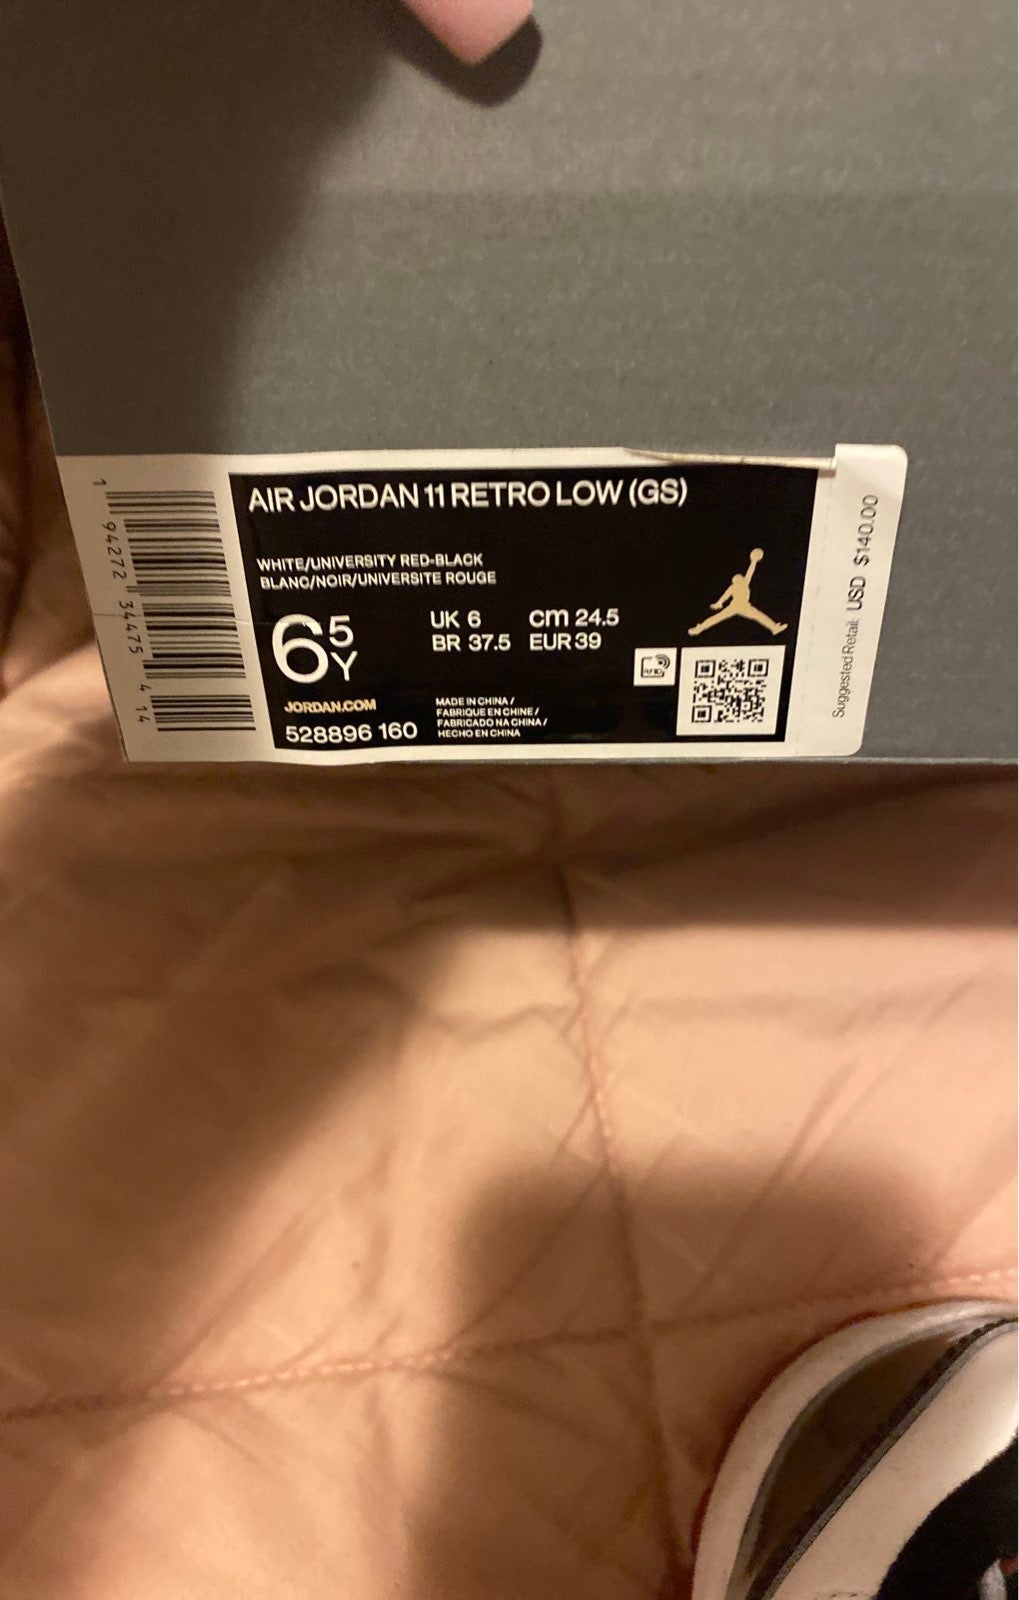 AIR JORDAN 11 RETRO LOW (GS)
WHITE/UNIVERSITY RED-BLACK
BLANC/NOIR/UNIVERSITE ROUGE
6 5 Y
UK 6 cm 24.5
BR 37.5 EUR 39
RFID
JORDAN.COM
528896 160
MADE IN CHINA /
FABRIQUE EN CHINE /
FABRICADO NA CHINA /
HECHO EN CHINA
1 94272 34475 4 14
Suggested Retail: USD $140.00